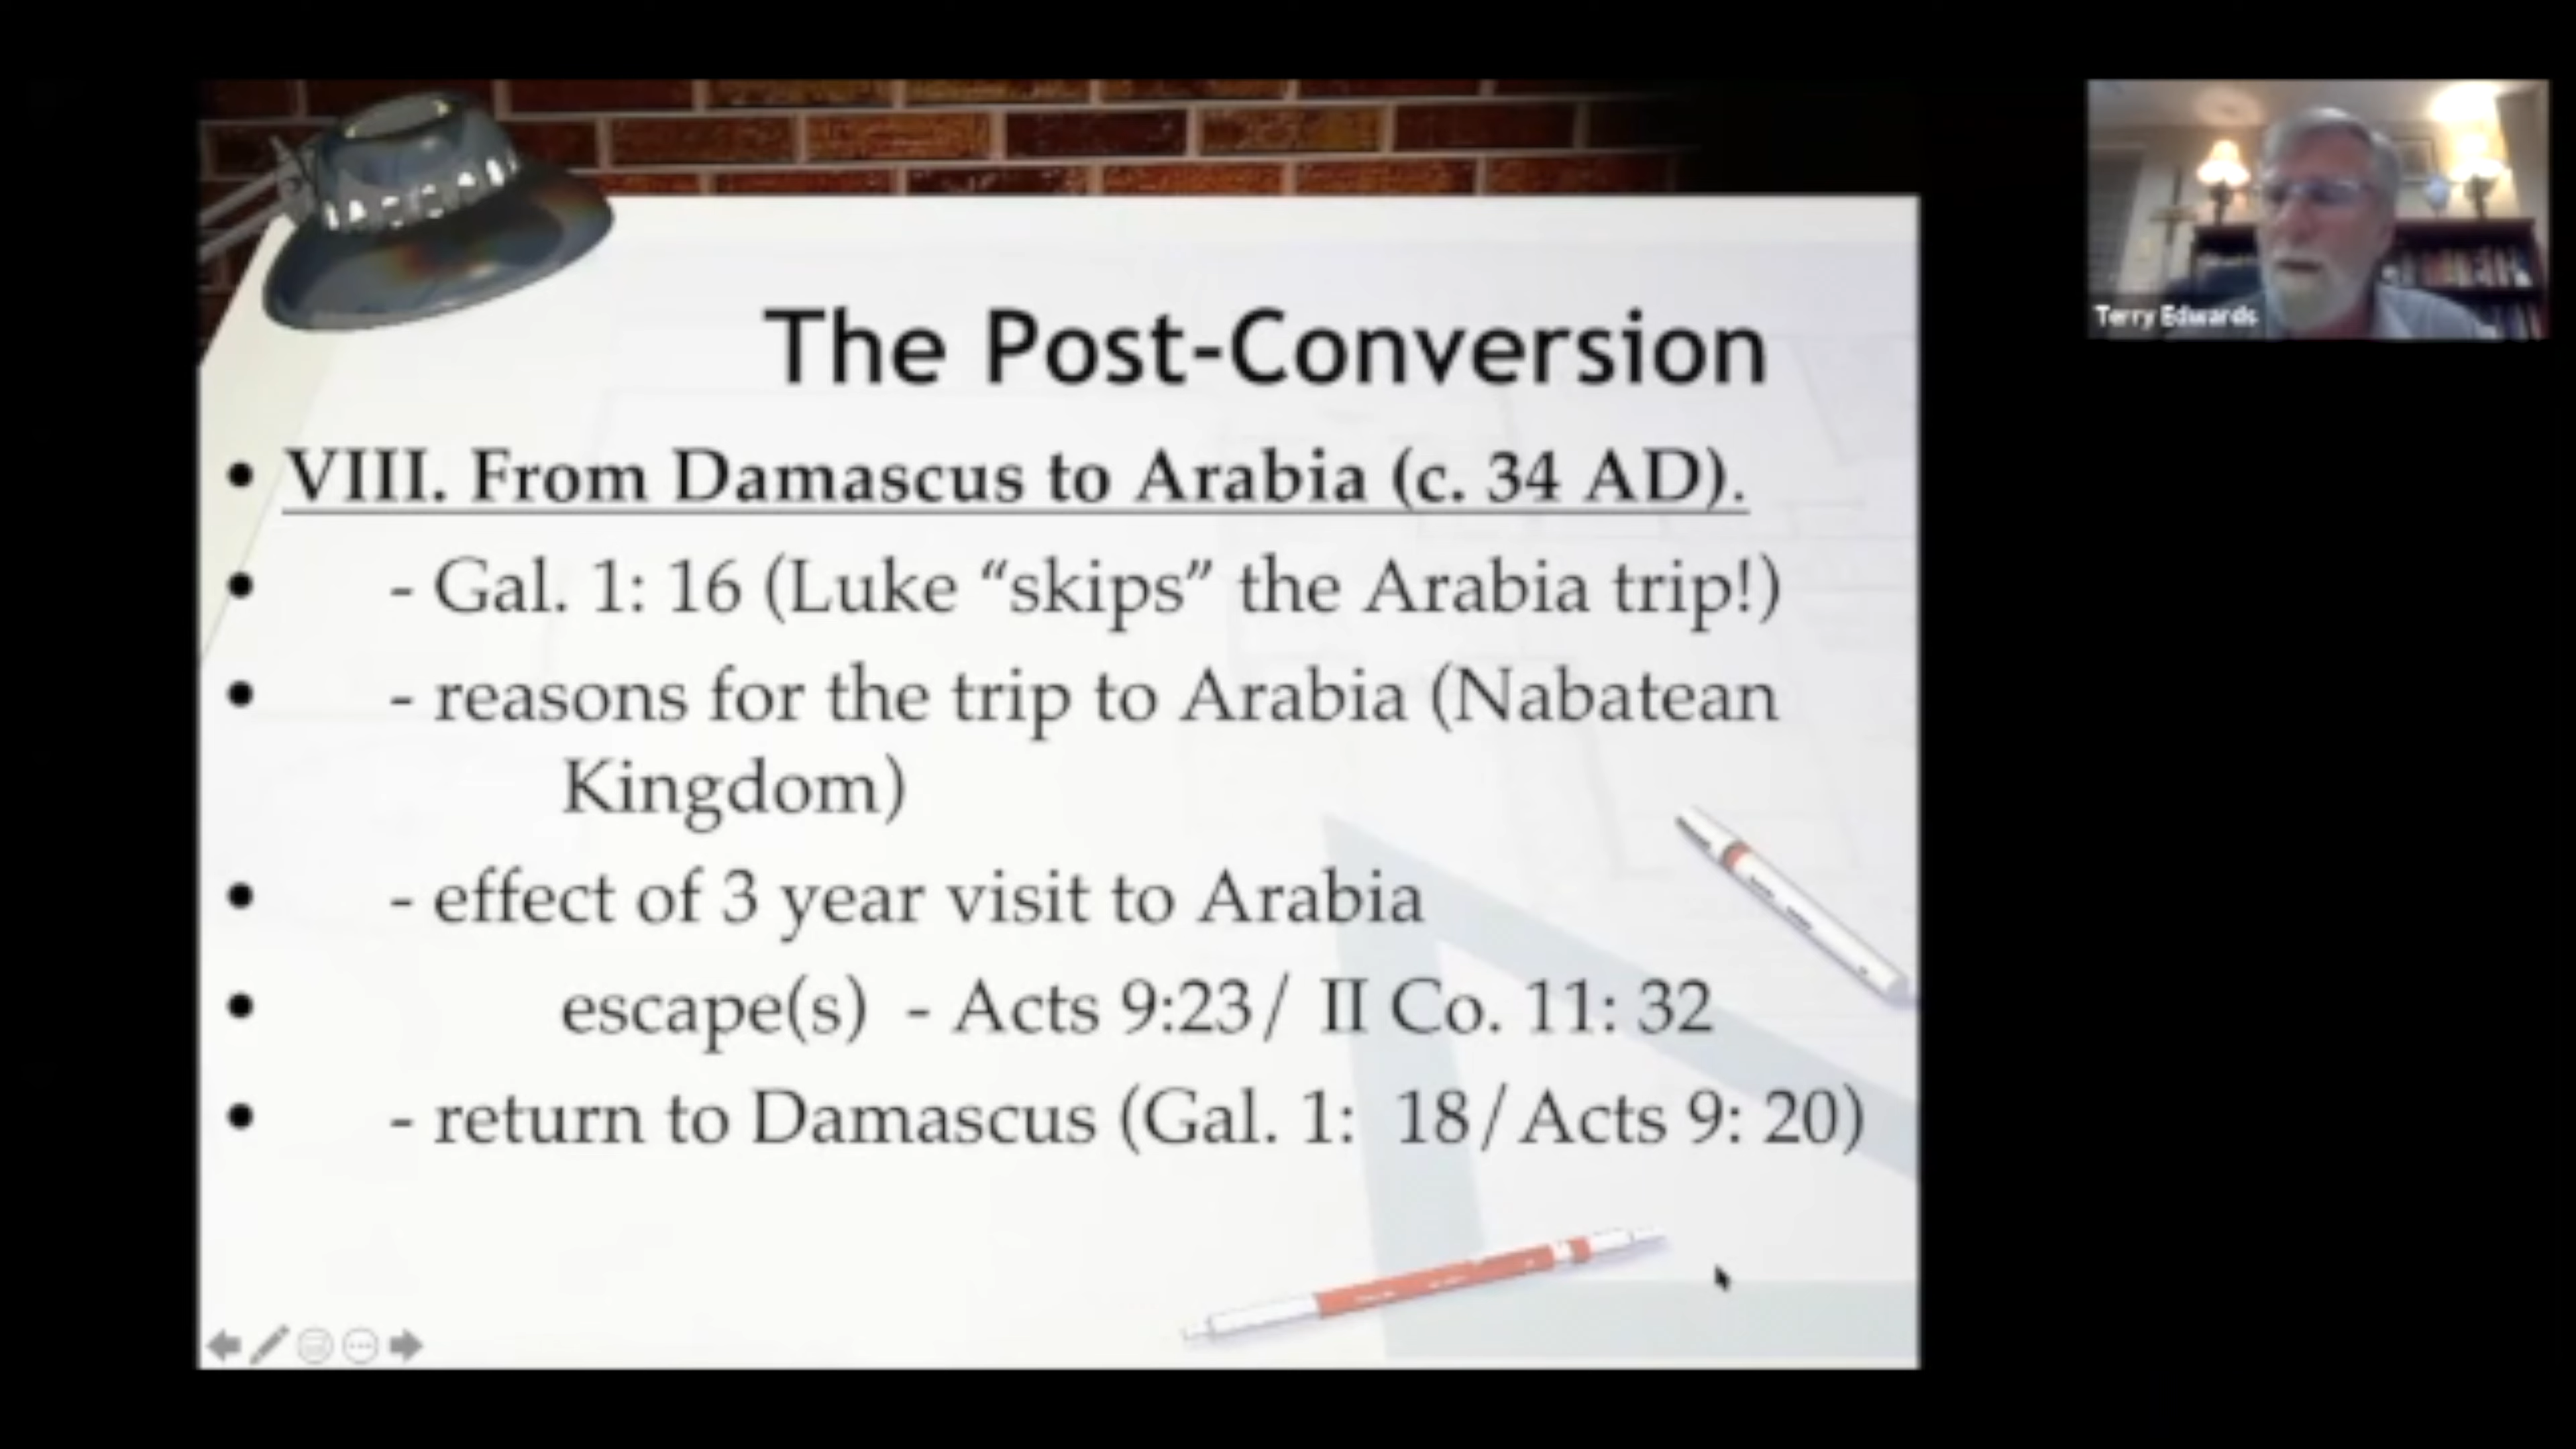 The Post-Conversion
• VIII. From Damascus to Arabia (c. 34 AD).
• - Gal. 1: 16 (Luke “skips” the Arabia trip!)
• - reasons for the trip to Arabia (Nabatean
Kingdom)
• - effect of 3 year visit to Arabia
• escape(s) - Acts 9:23/ II Co. 11: 32
• - return to Damascus (Gal. 1: 18/Acts 9: 20)
Terry Edwards